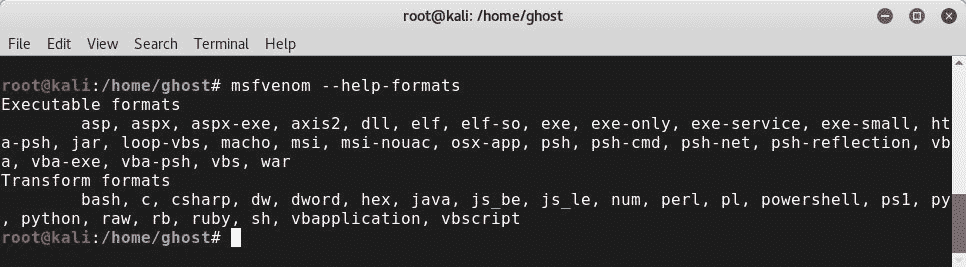 root@kali: /home/ghost
File Edit View Search Terminal Help
root@kali:/home/ghost# msfvenom --help-formats
Executable formats
        asp, aspx, aspx-exe, axis2, dll, elf, elf-so, exe, exe-only, exe-service, exe-small, ht
a-psh, jar, loop-vbs, macho, msi, msi-nouac, osx-app, psh, psh-cmd, psh-net, psh-reflection, vb
a, vba-exe, vba-psh, vbs, war
Transform formats
        bash, c, csharp, dw, dword, hex, java, js_be, js_le, num, perl, pl, powershell, ps1, py
, python, raw, rb, ruby, sh, vbapplication, vbscript
root@kali:/home/ghost#